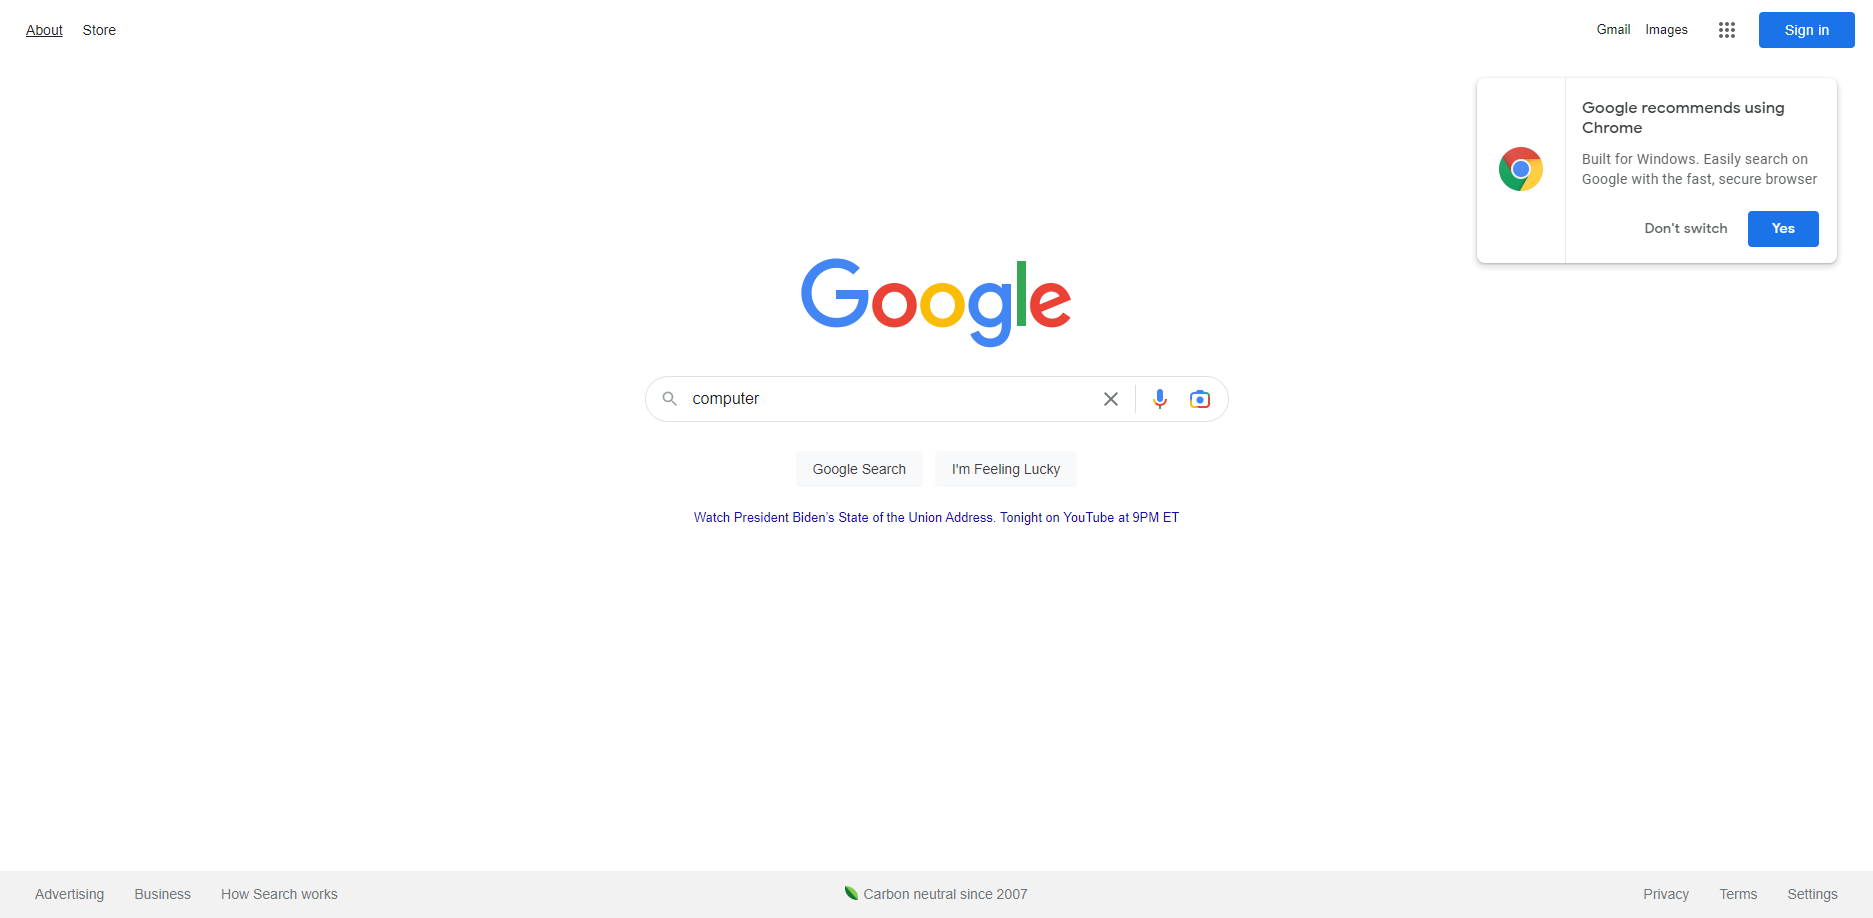 About Store
Gmail Images Sign in
Google recommends using
Chrome
Built for Windows. Easily search on
Google with the fast, secure browser
Don't switch Yes
Google
computer
Google Search I'm Feeling Lucky
Watch President Biden's State of the Union Address. Tonight on YouTube at 9PM ET
Advertising Business How Search works Carbon neutral since 2007 Privacy Terms Settings